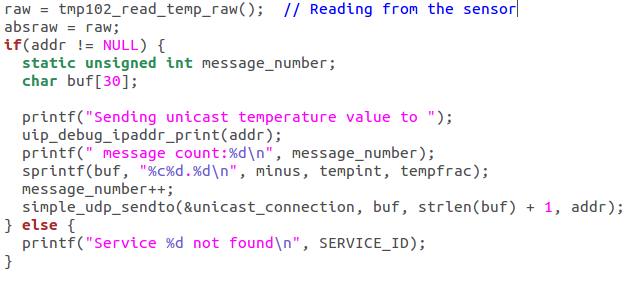 raw = tmp102_read_temp_raw();  // Reading from the sensor
absraw = raw;
if(addr != NULL) {
  static unsigned int message_number;
  char buf[30];

  printf("Sending unicast temperature value to ");
  uip_debug_ipaddr_print(addr);
  printf(" message count:%d\n", message_number);
  sprintf(buf, "%c%d.%d\n", minus, tempint, tempfrac);
  message_number++;
  simple_udp_sendto(&unicast_connection, buf, strlen(buf) + 1, addr);
} else {
  printf("Service %d not found\n", SERVICE_ID);
}